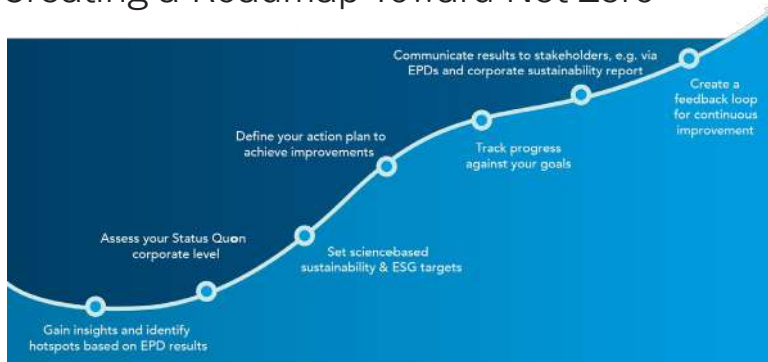 Creating a Roadmap Toward Net Zero
Communicate results to stakeholders, e.g. via
EPDs and corporate sustainability report
Create a
feedback loop
for continuous
improvement
Define your action plan to
achieve improvements
Track progress
against your goals
Assess your Status Quon
corporate level
Set sciencebased
sustainability & ESG targets
Gain insights and identify
hotspots based on EPD results